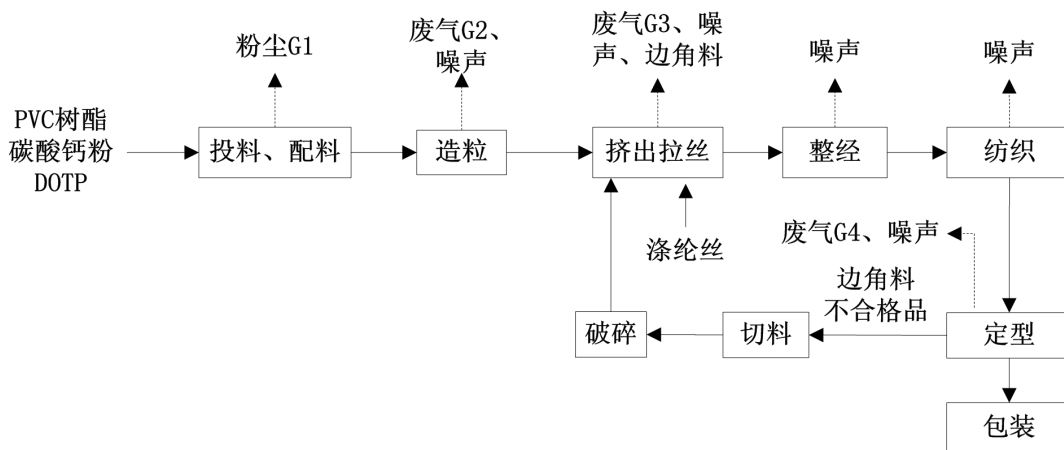 粉尘G1
废气G2、
噪声
废气G3、噪
声、边角料
噪声
噪声
PVC树酯
碳酸钙粉
DOTP
投料、配料
造粒
挤出拉丝
整经
纺织
涤纶丝
废气G4、噪声
边角料
不合格品
破碎
切料
定型
包装